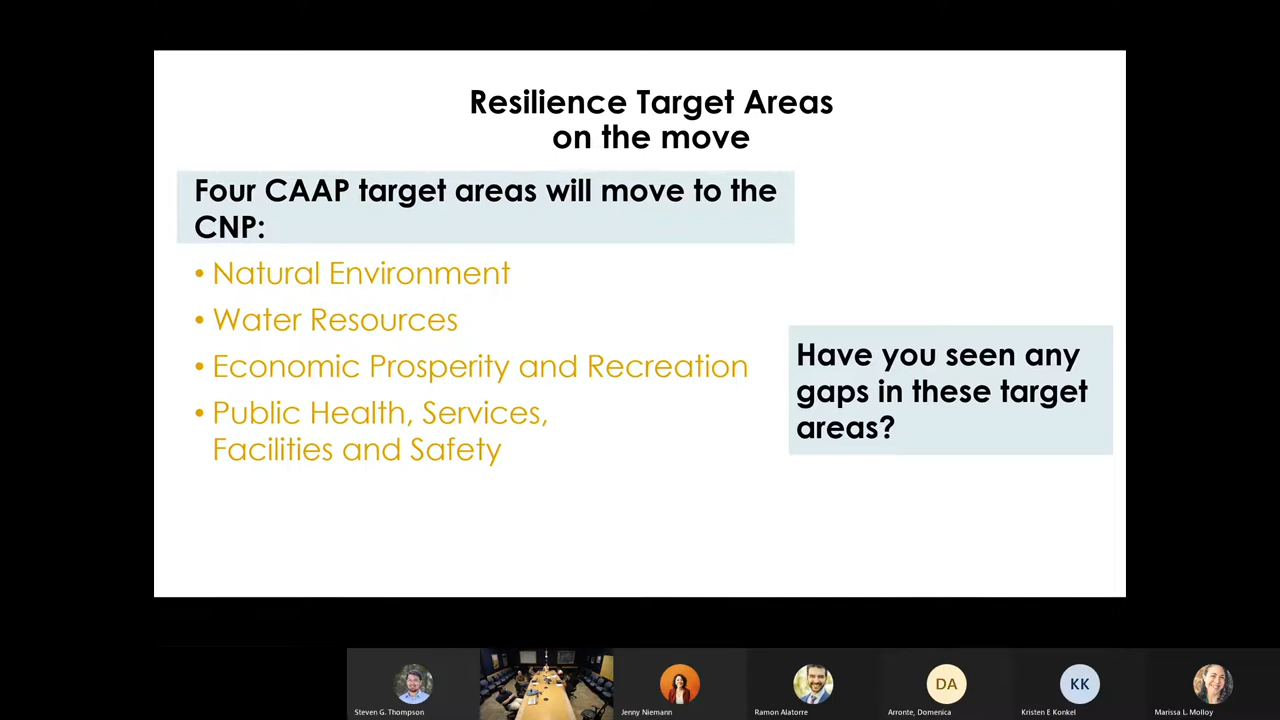 Resilience Target Areas
on the move
Four CAAP target areas will move to the
CNP:
• Natural Environment
• Water Resources
• Economic Prosperity and Recreation
• Public Health, Services,
Facilities and Safety
Have you seen any
gaps in these target
areas?
DA
KK
Steven G. Thompson
Jenny Niemann
Ramon Alatorre
Arronte, Domenica
Kristen E Konkel
Marissa L. Molloy